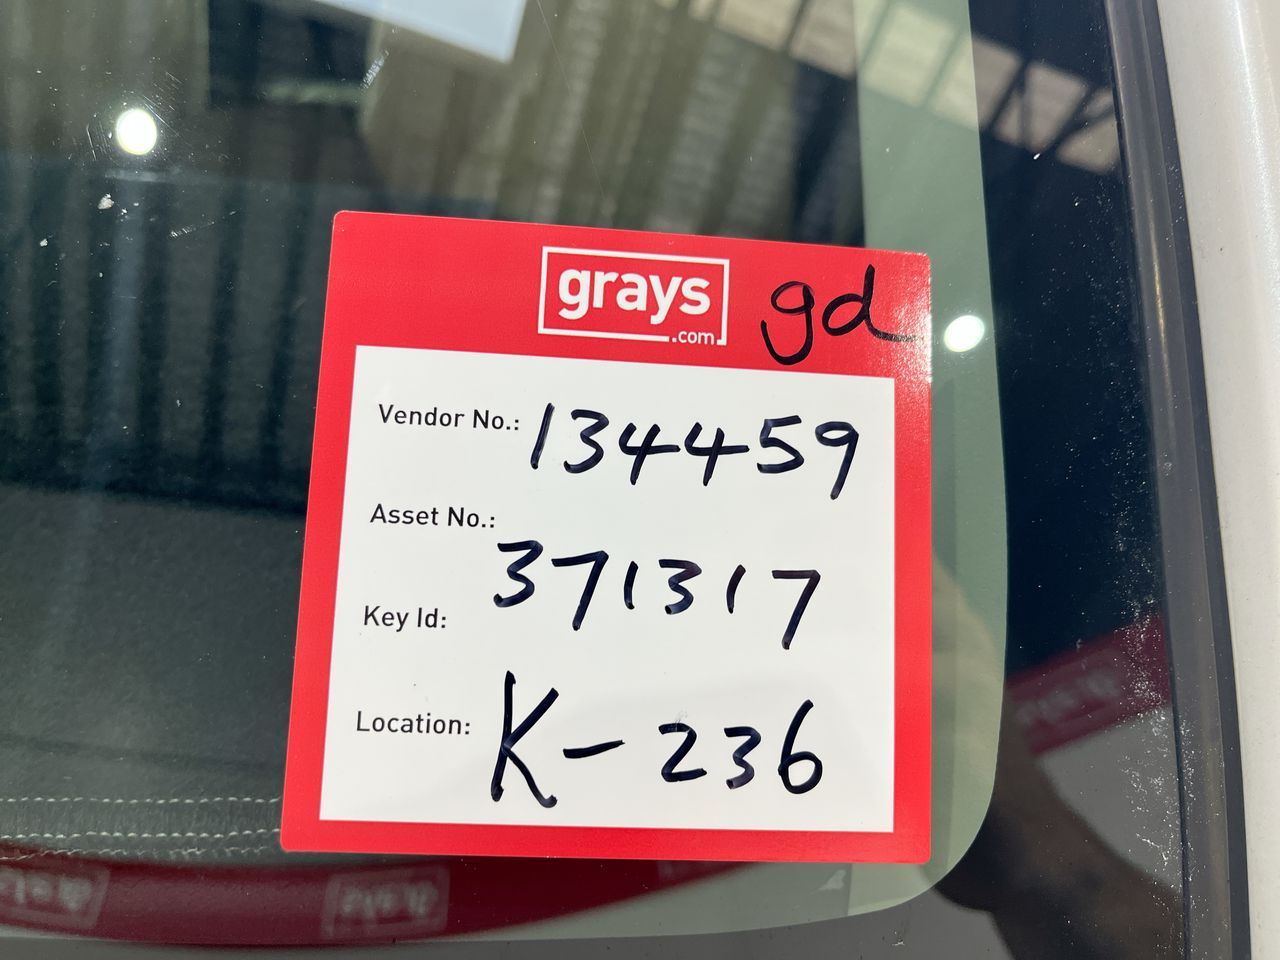 grays
.com
gd
Vendor No.: 134459
Asset No.:
371317
Key Id:
Location: K-236